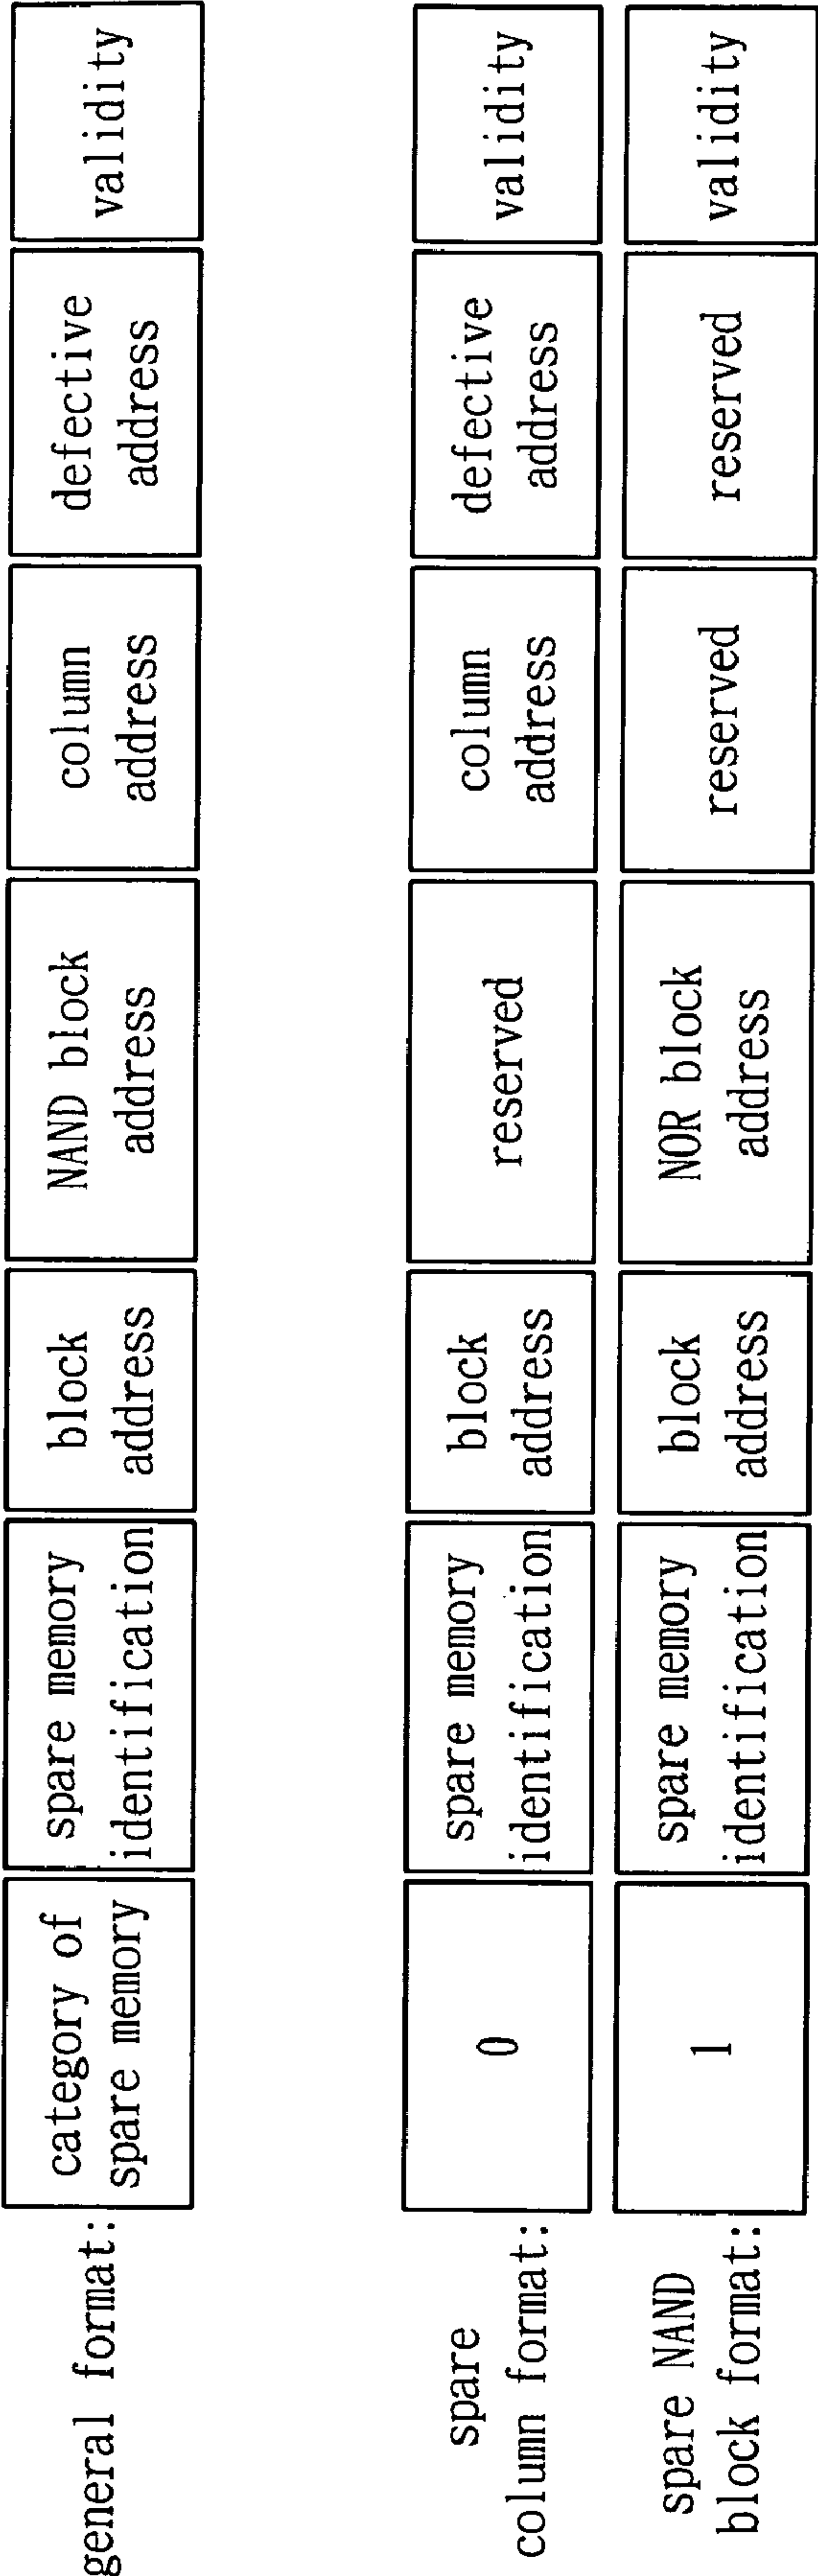 general format:
category of
spare memory
spare memory
identification
block
address
NAND block
address
column
address
defective
address
validity
spare
column format:
0
spare memory
identification
block
address
reserved
column
address
defective
address
validity
spare NAND
block format:
1
spare memory
identification
block
address
NOR block
address
reserved
reserved
validity